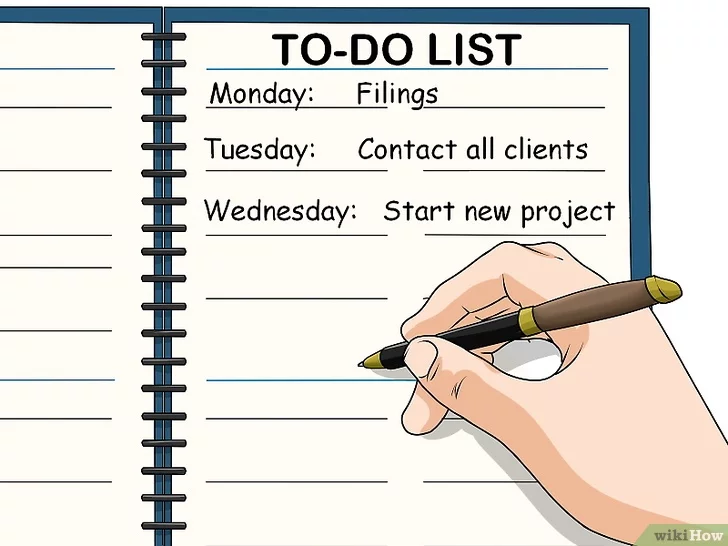 TO-DO LIST
Monday: Filings
Tuesday: Contact all clients
Wednesday: Start new project
wikiHow